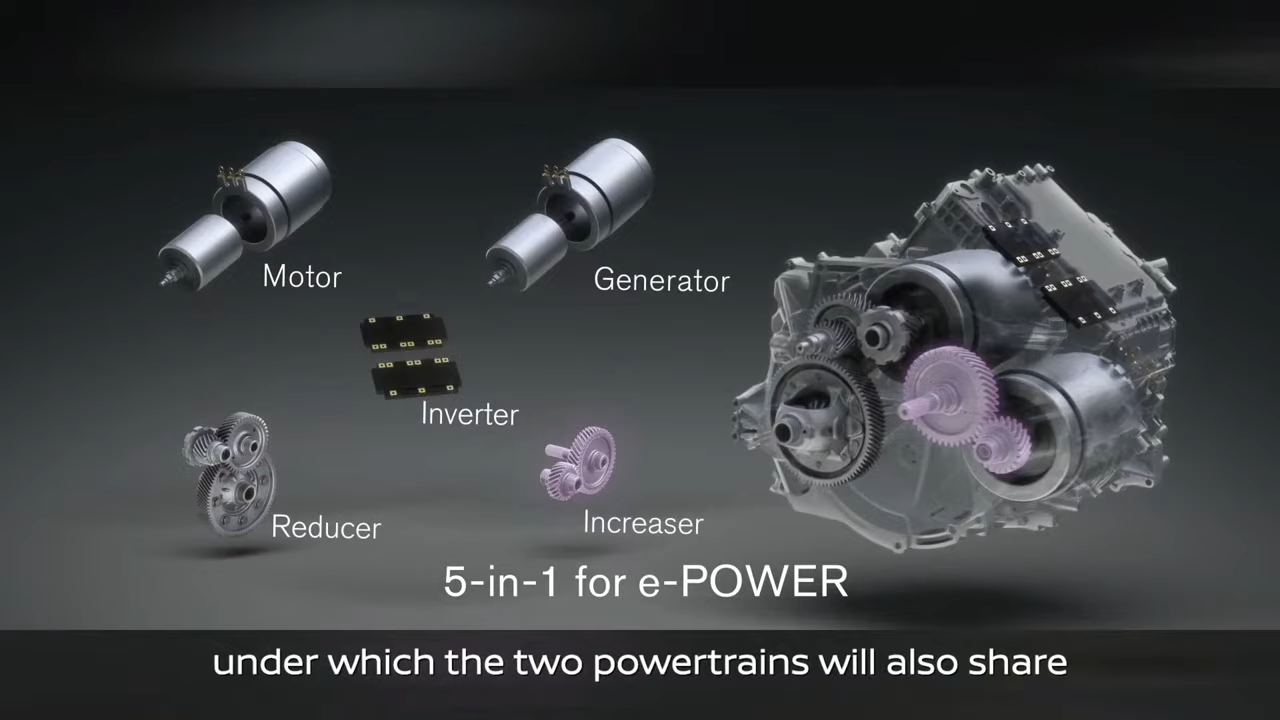 Motor
Generator
Inverter
Reducer
Increaser
5-in-1 for e-POWER
under which the two powertrains will also share